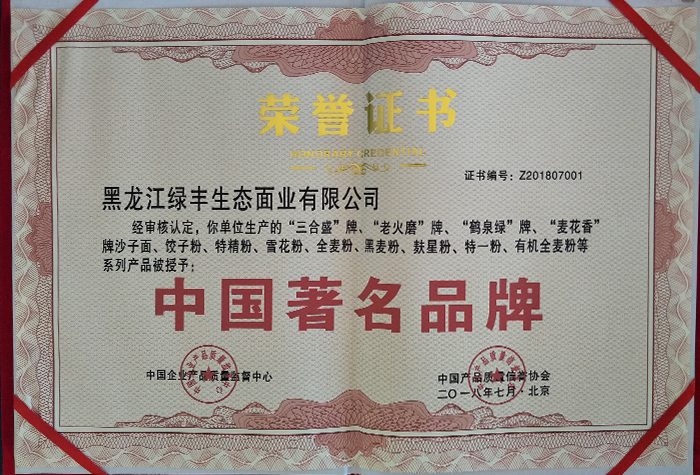 荣誉证书
HONORARY CREDENTIAL
证书编号：Z201807001
黑龙江绿丰生态面业有限公司
经审核认定，你单位生产的“三合盛”牌、“老火磨”牌、“鹤泉绿”牌、“麦花香”
牌沙子面、饺子粉、特精粉、雪花粉、全麦粉、黑麦粉、麸星粉、特一粉、有机全麦粉等
系列产品被授予：
中国著名品牌
中国企业产品质量监督中心
中国产品质量信誉协会
二〇一八年七月·北京